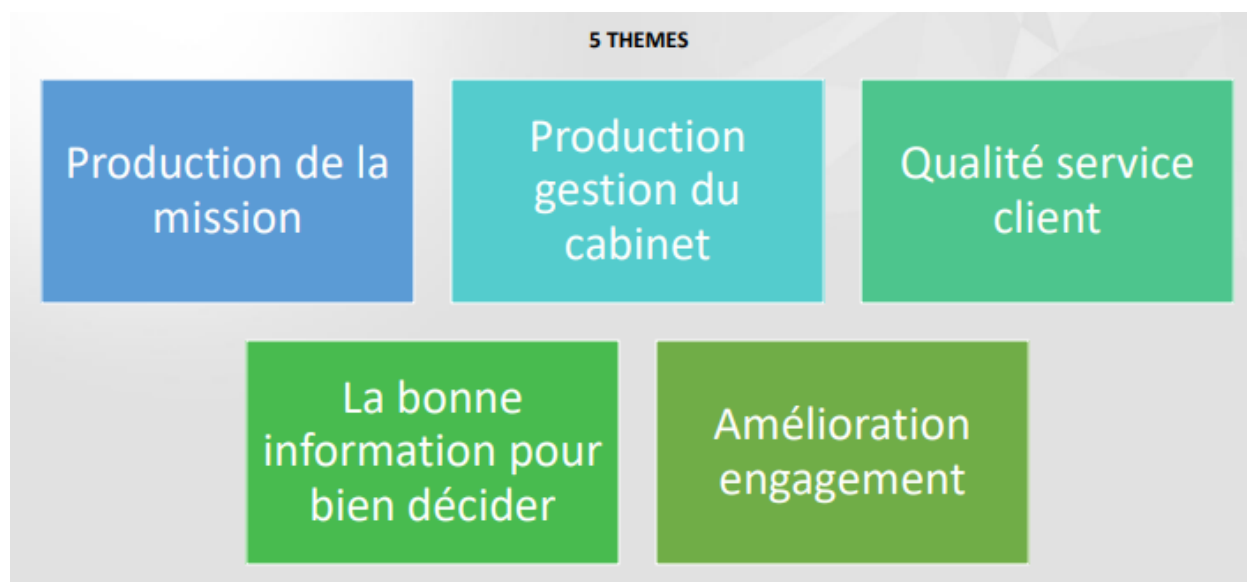 5 THEMES
Production de la
mission
Production
gestion du
cabinet
Qualité service
client
La bonne
information pour
bien décider
Amélioration
engagement